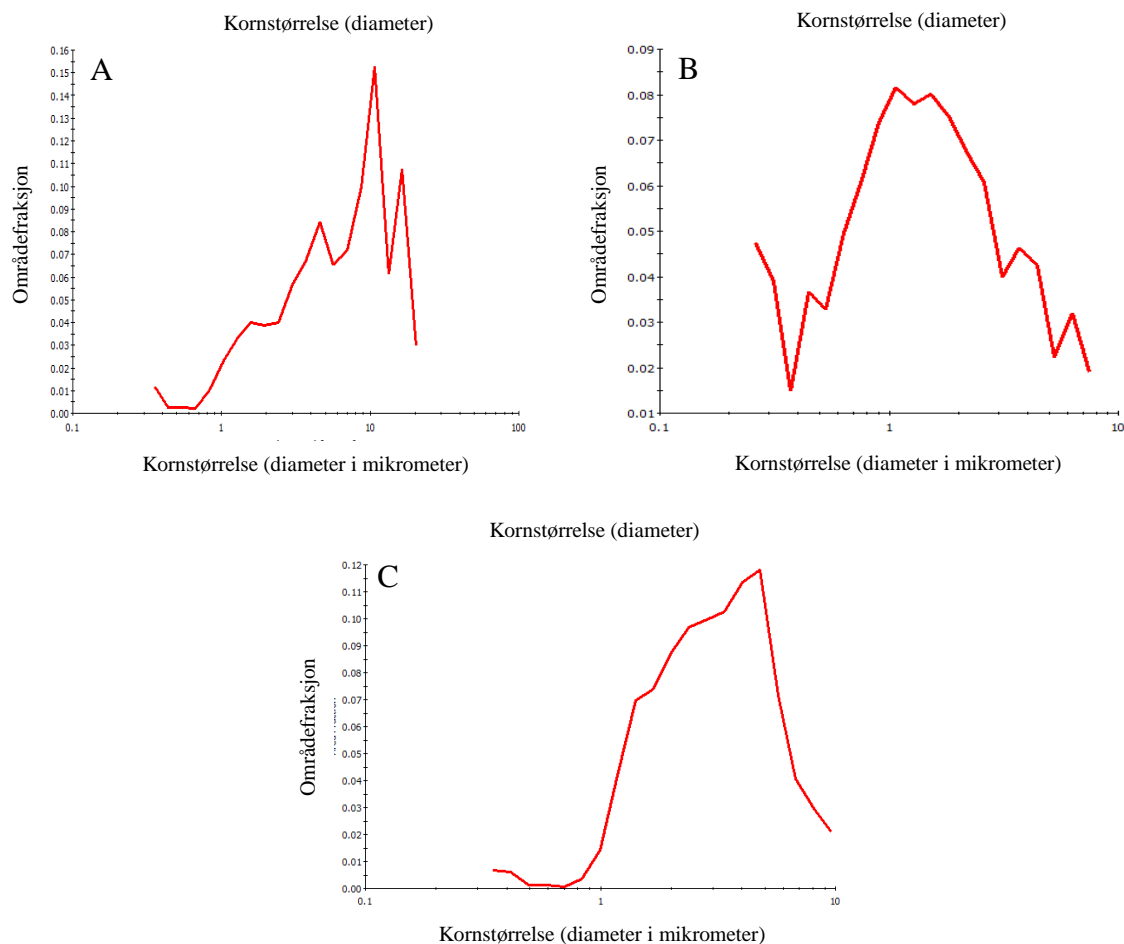 Kornstørrelse (diameter)
A
0.16
0.15
0.14
0.13
0.12
0.11
0.10
0.09
0.08
0.07
0.06
0.05
0.04
0.03
0.02
0.01
0.00
Områdefraksjon
0.1 1 10 100
Kornstørrelse (diameter i mikrometer)
Kornstørrelse (diameter)
B
0.09
0.08
0.07
0.06
0.05
0.04
0.03
0.02
0.01
Områdefraksjon
0.1 1 10
Kornstørrelse (diameter i mikrometer)
Kornstørrelse (diameter)
C
0.12
0.11
0.10
0.09
0.08
0.07
0.06
0.05
0.04
0.03
0.02
0.01
0.00
Områdefraksjon
0.1 1 10
Kornstørrelse (diameter i mikrometer)